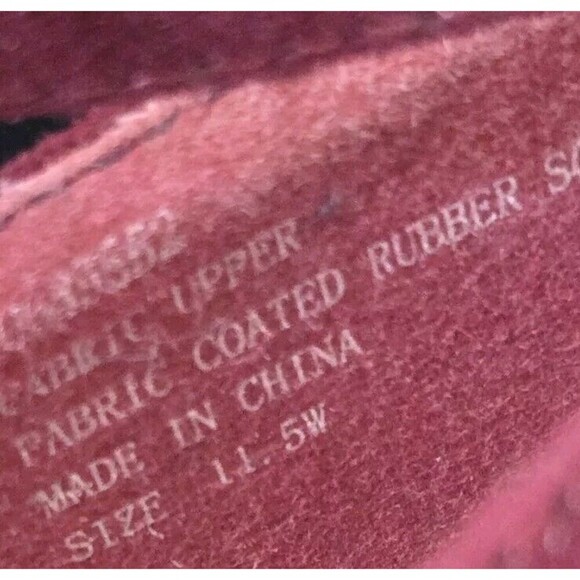 FABRIC UPPER
FABRIC COATED RUBBER
MADE IN CHINA
SIZE 11.5W